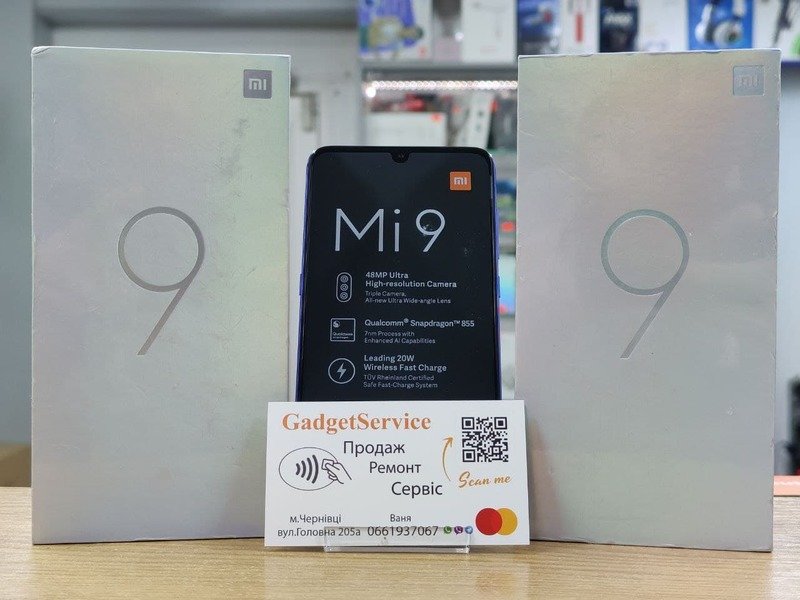 mi
9
mi
9
mi
Mi 9
48MP Ultra
High-resolution Camera
Triple Camera,
All-new Ultra Wide-angle Lens
Qualcomm® Snapdragon™ 855
7nm Process with
Enhanced AI Capabilities
Leading 20W
Wireless Fast Charge
TÜV Rheinland Certified
Safe Fast-Charge System
GadgetService
Продаж
Ремонт
Сервіс
Scan me
м.Чернівці
вул.Головна 205а
Ваня
0661937067